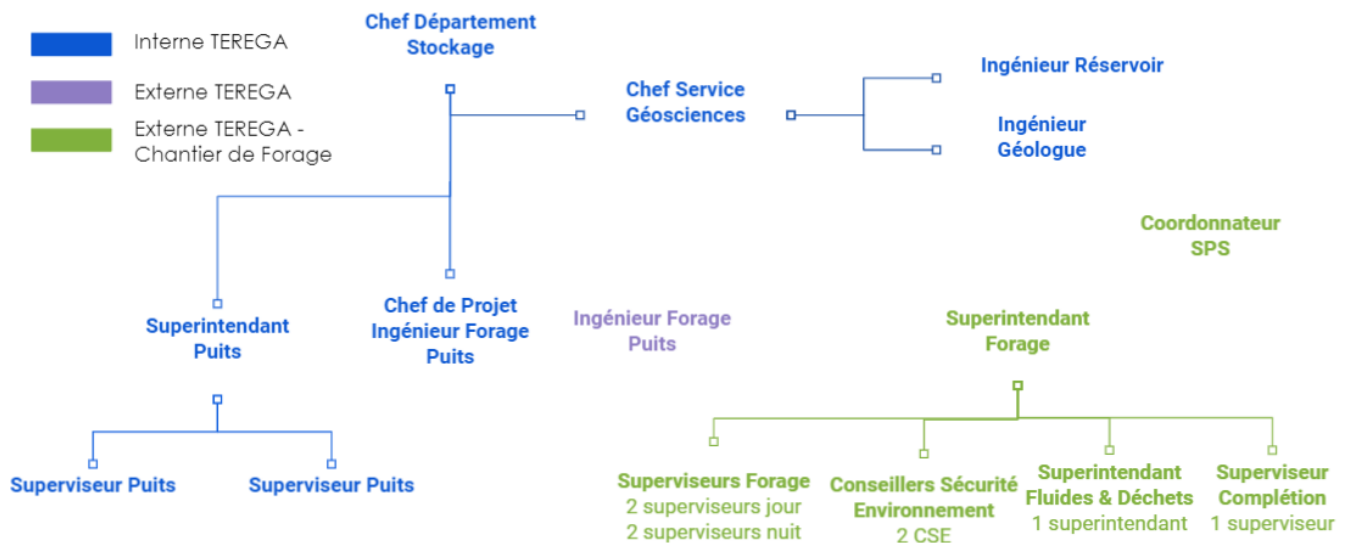 Interne TEREGA
Externe TEREGA
Externe TEREGA -
Chantier de Forage
Chef Département
Stockage
Chef Service
Géosciences
Ingénieur Réservoir
Ingénieur
Géologue
Coordonnateur
SPS
Superintendant
Puits
Chef de Projet
Ingénieur Forage
Puits
Ingénieur Forage
Puits
Superintendant
Forage
Superviseur Puits
Superviseur Puits
Superviseurs Forage
2 superviseurs jour
2 superviseurs nuit
Conseillers Sécurité
Environnement
2 CSE
Superintendant
Fluides & Déchets
1 superintendant
Superviseur
Complétion
1 superviseur